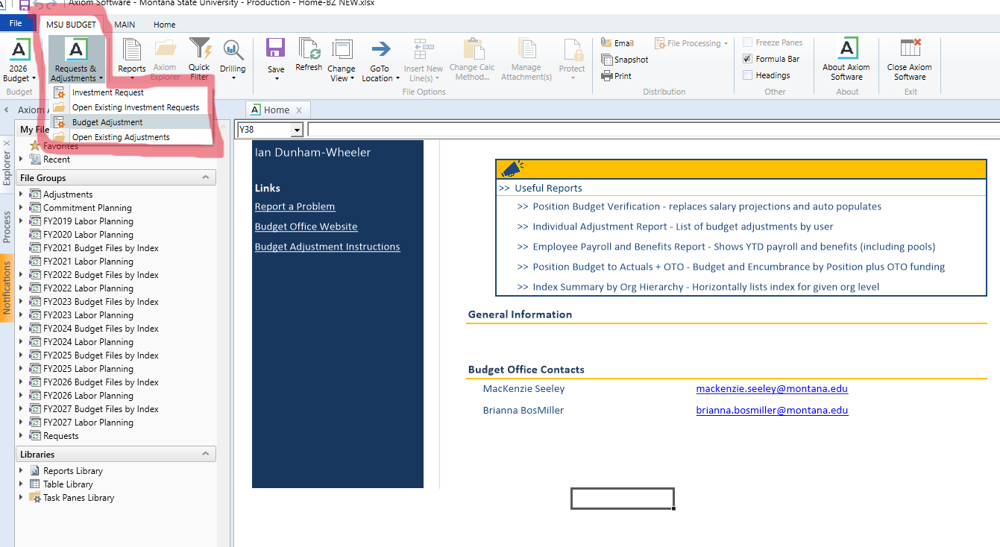 Axiom Software - Montana State University - Production - Home-BZ NEW.xlsx
File
MSU BUDGET
MAIN
Home
2026 Budget
Requests & Adjustments
Reports
Axiom Explorer
Quick Filter
Drilling
Save
Refresh
Change View
GoTo Location
Insert New Line(s)
Change Calc Method...
Manage Attachment(s)
Protect
Email
Snapshot
Print
File Processing
Freeze Panes
Formula Bar
Headings
About Axiom Software
Close Axiom Software
Budget
File Options
Distribution
Other
About
Exit
Investment Request
Open Existing Investment Requests
Budget Adjustment
Open Existing Adjustments
Axiom
Home
Y38
My File
Favorites
Recent
Explorer
Process
Notifications
File Groups
Adjustments
Commitment Planning
FY2019 Labor Planning
FY2020 Labor Planning
FY2021 Budget Files by Index
FY2021 Labor Planning
FY2022 Budget Files by Index
FY2022 Labor Planning
FY2023 Budget Files by Index
FY2023 Labor Planning
FY2024 Budget Files by Index
FY2024 Labor Planning
FY2025 Budget Files by Index
FY2025 Labor Planning
FY2026 Budget Files by Index
FY2026 Labor Planning
FY2027 Budget Files by Index
FY2027 Labor Planning
Requests
Libraries
Reports Library
Table Library
Task Panes Library
Ian Dunham-Wheeler
Links
Report a Problem
Budget Office Website
Budget Adjustment Instructions
>> Useful Reports
>> Position Budget Verification - replaces salary projections and auto populates
>> Individual Adjustment Report - List of budget adjustments by user
>> Employee Payroll and Benefits Report - Shows YTD payroll and benefits (including pools)
>> Position Budget to Actuals + OTO - Budget and Encumbrance by Position plus OTO funding
>> Index Summary by Org Hierarchy - Horizontally lists index for given org level
General Information
Budget Office Contacts
MacKenzie Seeley mackenzie.seeley@montana.edu
Brianna BosMiller brianna.bosmiller@montana.edu